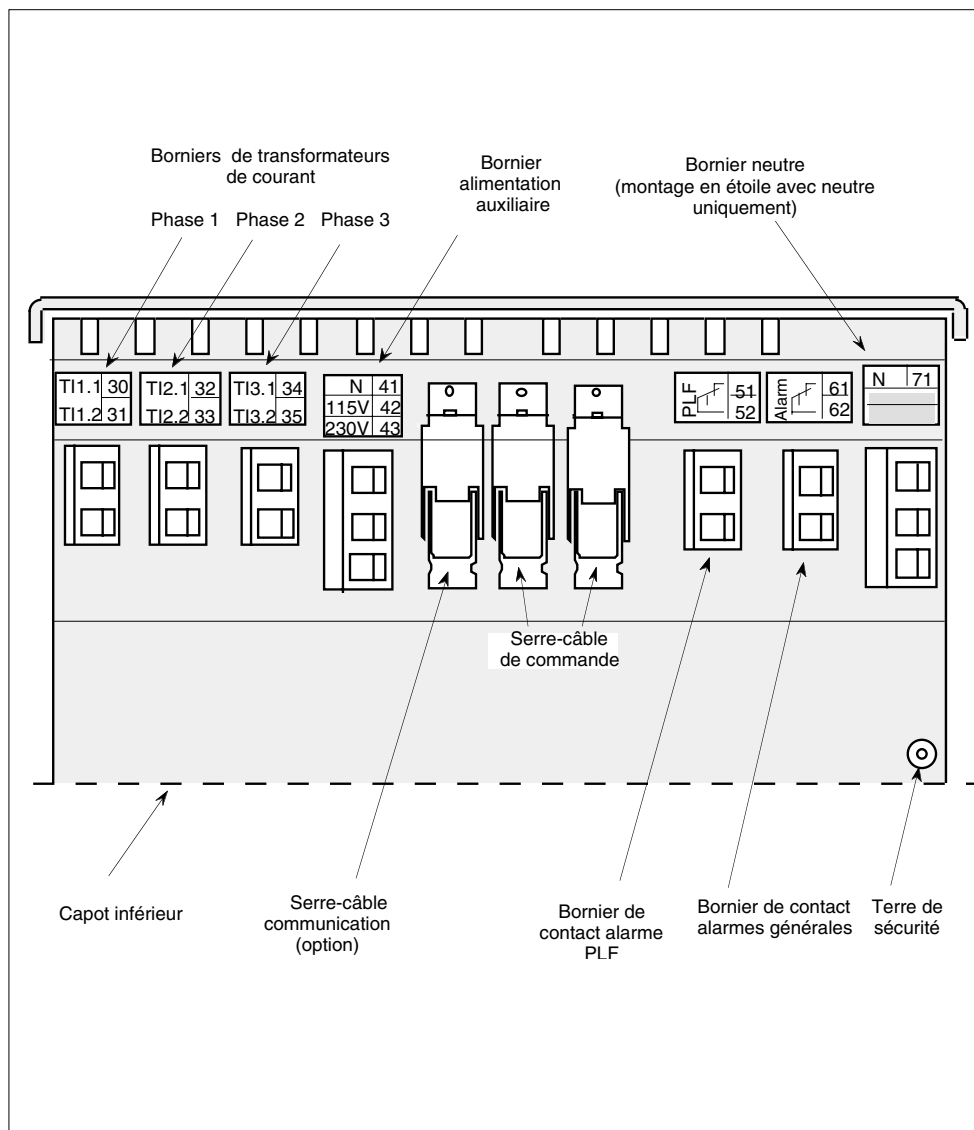 Borniers de transformateurs
de courant
Phase 1 Phase 2 Phase 3
Bornier
alimentation
auxiliaire
Bornier neutre
(montage en étoile avec neutre
uniquement)
TI1.1 30
TI1.2 31
TI2.1 32
TI2.2 33
TI3.1 34
TI3.2 35
N 41
115V 42
230V 43
PLF 51
52
Alarm 61
62
N 71
Serre-câble
de commande
Capot inférieur
Serre-câble
communication
(option)
Bornier de
contact alarme
PLF
Bornier de contact
alarmes générales
Terre de
sécurité